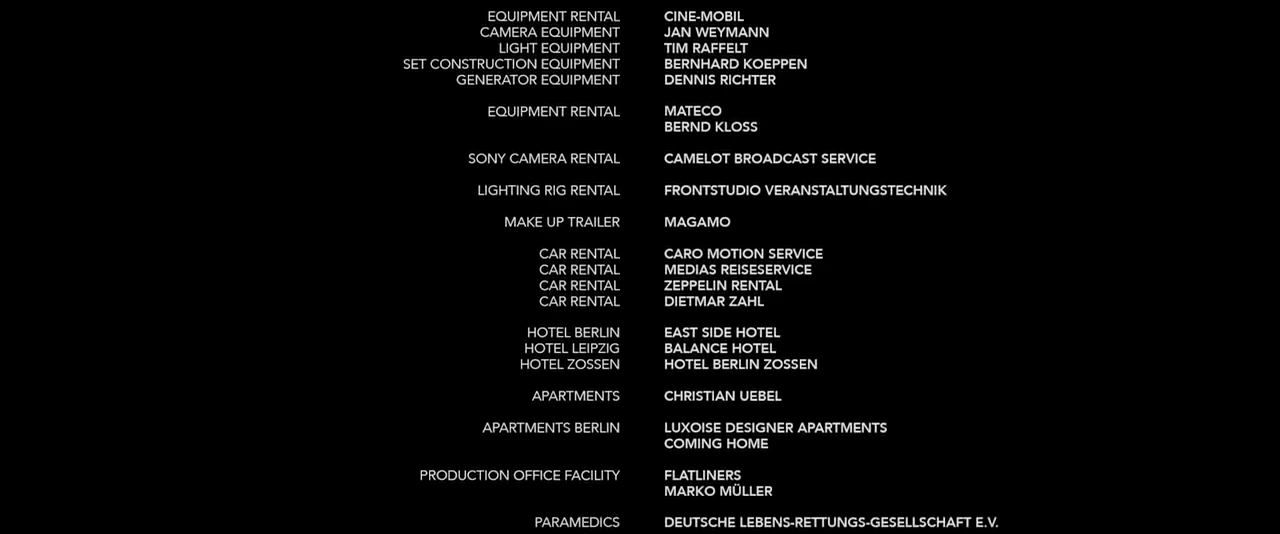 EQUIPMENT RENTAL CINE-MOBIL
CAMERA EQUIPMENT JAN WEYMANN
LIGHT EQUIPMENT TIM RAFFELT
SET CONSTRUCTION EQUIPMENT BERNHARD KOEPPEN
GENERATOR EQUIPMENT DENNIS RICHTER
EQUIPMENT RENTAL MATECO
BERND KLOSS
SONY CAMERA RENTAL CAMELOT BROADCAST SERVICE
LIGHTING RIG RENTAL FRONTSTUDIO VERANSTALTUNGSTECHNIK
MAKE UP TRAILER MAGAMO
CAR RENTAL CARO MOTION SERVICE
CAR RENTAL MEDIAS REISESERVICE
CAR RENTAL ZEPPELIN RENTAL
CAR RENTAL DIETMAR ZAHL
HOTEL BERLIN EAST SIDE HOTEL
HOTEL LEIPZIG BALANCE HOTEL
HOTEL ZOSSEN HOTEL BERLIN ZOSSEN
APARTMENTS CHRISTIAN UEBEL
APARTMENTS BERLIN LUXOISE DESIGNER APARTMENTS
COMING HOME
PRODUCTION OFFICE FACILITY FLATLINERS
MARKO MÜLLER
PARAMEDICS DEUTSCHE LEBENS-RETTUNGS-GESELLSCHAFT E.V.